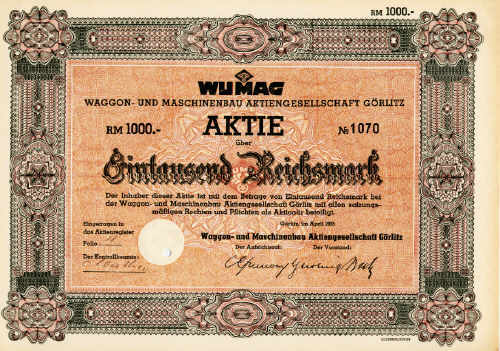 RM 1000.-
WUMAG
WAGGON- UND MASCHINENBAU AKTIENGESELLSCHAFT GÖRLITZ
RM 1000.- AKTIE № 1070
über
Eintausend Reichsmark
Der Inhaber dieser Aktie ist mit dem Betrage von Eintausend Reichsmark bei
der Waggon- und Maschinenbau Aktiengesellschaft Görlitz mit allen satzungs-
mäßigen Rechten und Pflichten als Aktionär beteiligt.
Görlitz, im April
Eingetragen in
das Aktienregister
Folio
Der Kontrollbeamte:
Waggon- und Maschinenbau Aktiengesellschaft Görlitz
Der Aufsichtsrat: Der Vorstand: